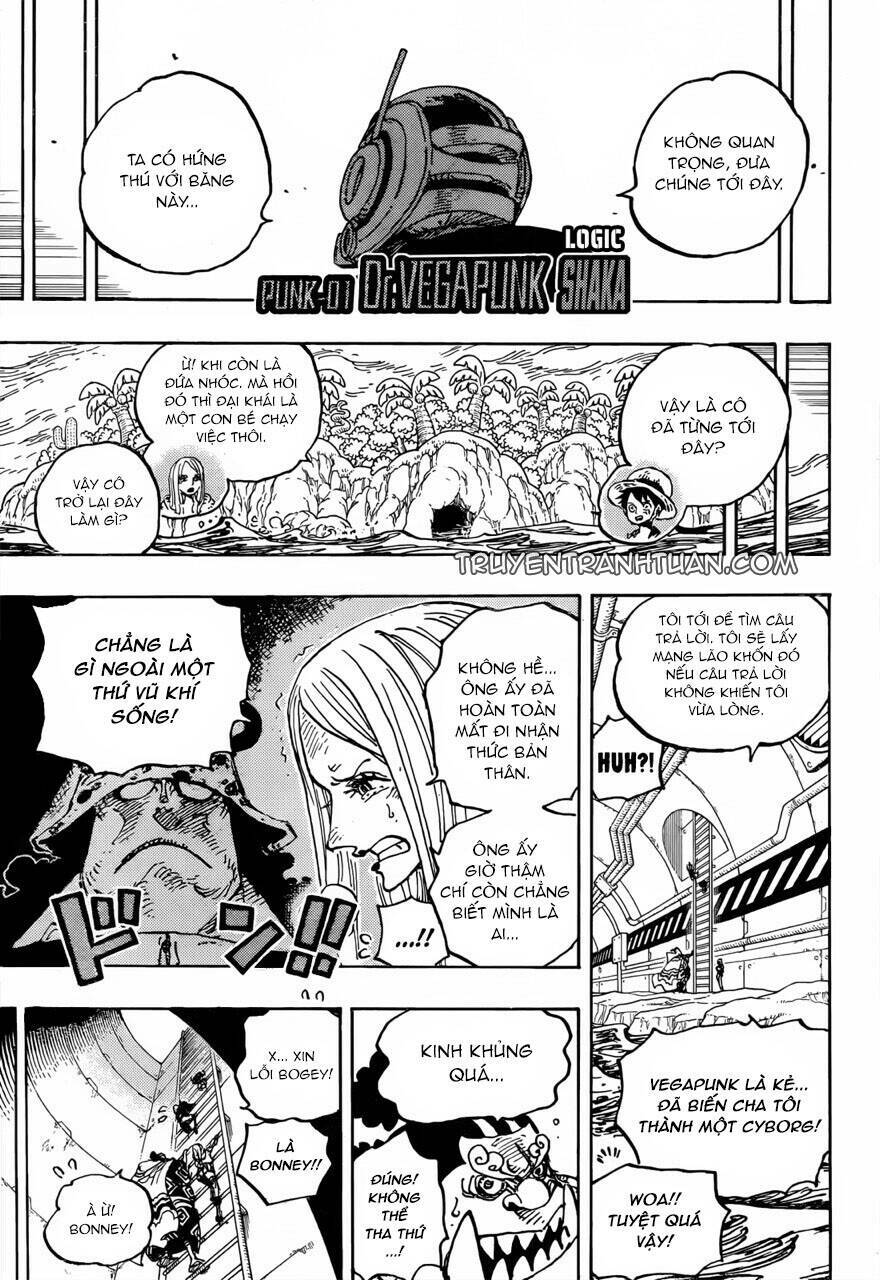 KHÔNG QUAN
TRỌNG, ĐƯA
CHÚNG TỚI ĐÂY.
TA CÓ HỨNG
THÚ VỚI BĂNG
NÀY...
LOGIC
PUNK-01 Dr.VEGAPUNK SHAKA
VẬY LÀ CÔ
ĐÃ TỪNG TỚI
ĐÂY?
Ừ! KHI CÒN LÀ
ĐỨA NHÓC. MÀ HỒI
ĐÓ THÌ ĐẠI KHÁI LÀ
MỘT CON BÉ CHẠY
VIỆC THÔI.
VẬY CÔ
TRỞ LẠI ĐÂY
LÀM GÌ?
TRUYENTRANHTUAN.COM
TÔI TỚI ĐỂ TÌM CÂU
TRẢ LỜI. TÔI SẼ LẤY
MẠNG LÃO KHỐN ĐÓ
NẾU CÂU TRẢ LỜI
KHÔNG KHIẾN TÔI
VỪA LÒNG.
HUH?!
VEGAPUNK LÀ KẺ...
ĐÃ BIẾN CHA TÔI
THÀNH MỘT CYBORG!
WOA!!
TUYỆT QUÁ
VẬY!
KHÔNG HỀ...
ÔNG ẤY ĐÃ
HOÀN TOÀN
MẤT ĐI NHẬN
THỨC BẢN
THÂN.
ÔNG ẤY
GIỜ THẬM
CHÍ CÒN CHẲNG
BIẾT MÌNH LÀ
AI...
...!!
CHẲNG LÀ
GÌ NGOÀI MỘT
THỨ VŨ KHÍ
SỐNG!
ドン!!
KINH KHỦNG
QUÁ...
ĐÚNG!
KHÔNG
THỂ
THA THỨ
...!
X... XIN
LỖI BOGEY!
LÀ
BONNEY!!
À Ừ!
BONNEY!